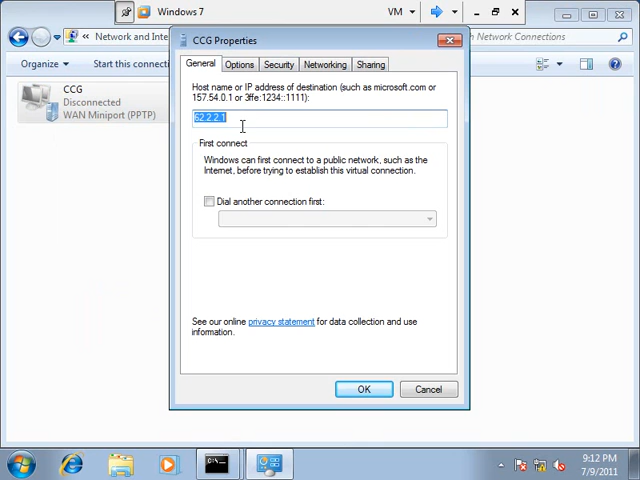 Windows 7
VM
« Network and Inte
Search Network Connections
Organize
Start this connecti
CCG
Disconnected
WAN Miniport (PPTP)
CCG Properties
General
Options
Security
Networking
Sharing
Host name or IP address of destination (such as microsoft.com or
157.54.0.1 or 3ffe:1234::1111):
62.2.2.1
First connect
Windows can first connect to a public network, such as the
Internet, before trying to establish this virtual connection.
Dial another connection first:
See our online privacy statement for data collection and use
information.
OK
Cancel
9:12 PM
7/9/2011